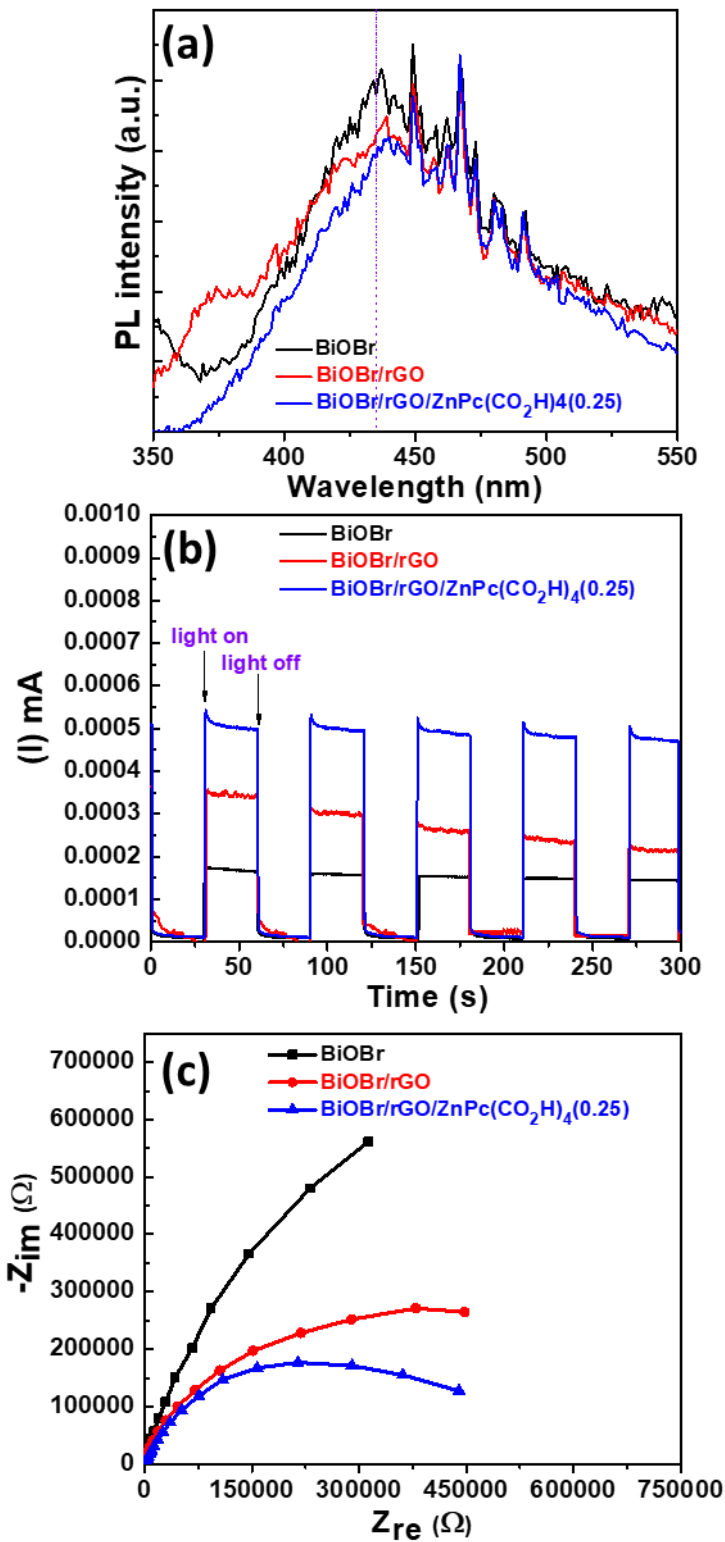 (a)
PL intensity (a.u.)
BiOBr
BiOBr/rGO
BiOBr/rGO/ZnPc(CO2H)4(0.25)
350 400 450 500 550
Wavelength (nm)
(b)
0.0010
0.0009
0.0008
0.0007
0.0006
0.0005
0.0004
0.0003
0.0002
0.0001
0.0000
(I) mA
BiOBr
BiOBr/rGO
BiOBr/rGO/ZnPc(CO2H)4(0.25)
light on
light off
0 50 100 150 200 250 300
Time (s)
(c)
700000
600000
500000
400000
300000
200000
100000
0
-Zim (Ω)
BiOBr
BiOBr/rGO
BiOBr/rGO/ZnPc(CO2H)4(0.25)
0 150000 300000 450000 600000 750000
Zre (Ω)